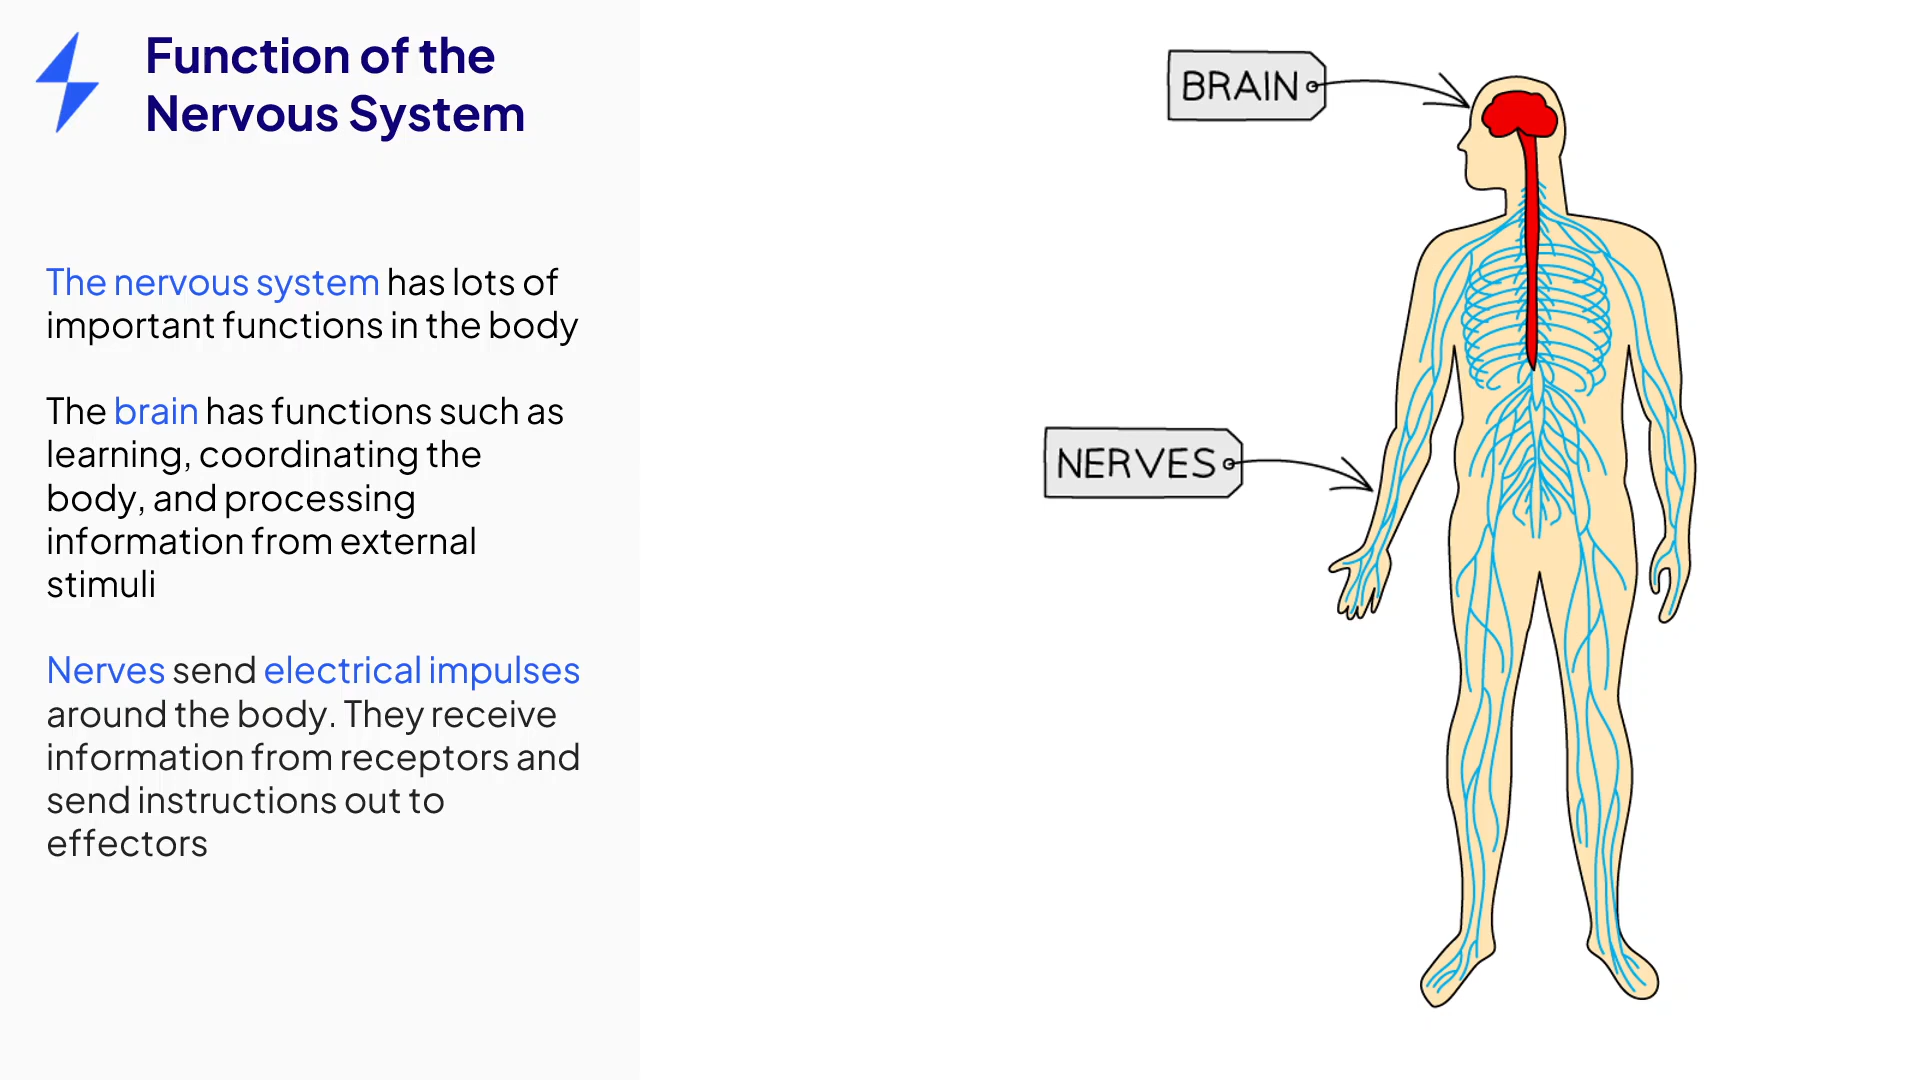 Function of the
Nervous System
The nervous system has lots of
important functions in the body
The brain has functions such as
learning, coordinating the
body, and processing
information from external
stimuli
Nerves send electrical impulses
around the body. They receive
information from receptors and
send instructions out to
effectors
BRAIN
NERVES